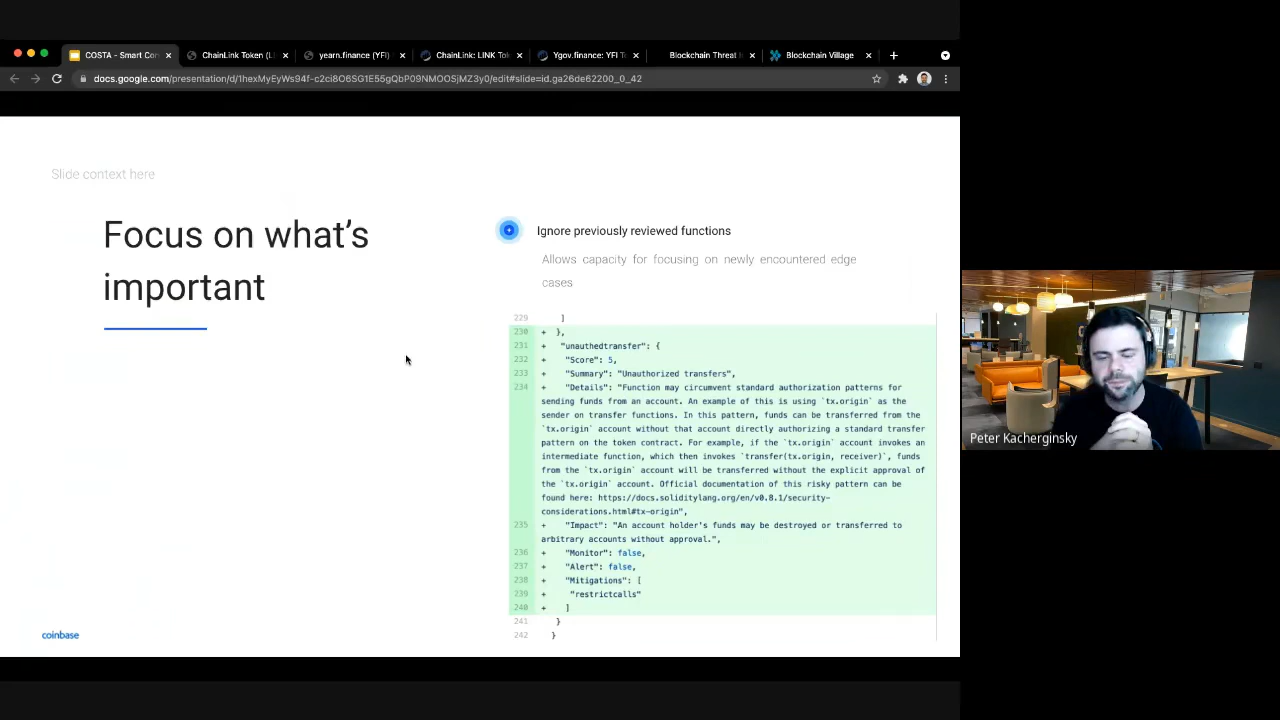 COSTA - Smart Con
ChainLink Token (L
yearn.finance (YFI)
ChainLink: LINK Tok
Ygov.finance: YFI T
Blockchain Threat
Blockchain Village
docs.google.com/presentation/d/1hexMyEyWs94f-c2ci8O6SG1E55gQbP09NMOOSjMZ3y0/edit#slide=id.ga26de62200_0_42
Slide context here
Focus on what's
important
Ignore previously reviewed functions
Allows capacity for focusing on newly encountered edge
cases
229 ]
230 + },
231 + "unauthedtransfer": {
232 + "Score": 5,
233 + "Summary": "Unauthorized transfers",
234 + "Details": "Function may circumvent standard authorization patterns for
sending funds from an account. An example of this is using `tx.origin` as the
sender on transfer functions. In this pattern, funds can be transferred from the
`tx.origin` account without that account directly authorizing a standard transfer
pattern on the token contract. For example, if the `tx.origin` account invokes an
intermediate function, which then invokes `transfer(tx.origin, receiver)`, funds
from the `tx.origin` account will be transferred without the explicit approval of
the `tx.origin` account. Official documentation of this risky pattern can be
found here: https://docs.soliditylang.org/en/v0.8.1/security-
considerations.html#tx-origin",
235 + "Impact": "An account holder's funds may be destroyed or transferred to
arbitrary accounts without approval.",
236 + "Monitor": false,
237 + "Alert": false,
238 + "Mitigations": [
239 + "restrictcalls"
240 + ]
241 }
242 }
coinbase
Peter Kacherginsky